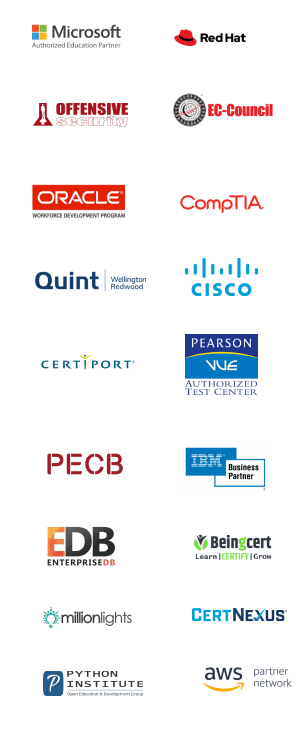 Microsoft
Authorized Education Partner
Red Hat
OFFENSIVE
security
EC-Council
ORACLE
WORKFORCE DEVELOPMENT PROGRAM
CompTIA.
Quint
Wellington
Redwood
CISCO
CERTIPORT
PEARSON
VUE
AUTHORIZED
TEST CENTER
PECB
IBM
Business
Partner
EDB
ENTERPRISEDB
Beingcert
Learn | CERTIFY | Grow
millionlights
CERTNEXUS
PYTHON
INSTITUTE
Open Education & Development Group
aws
partner
network